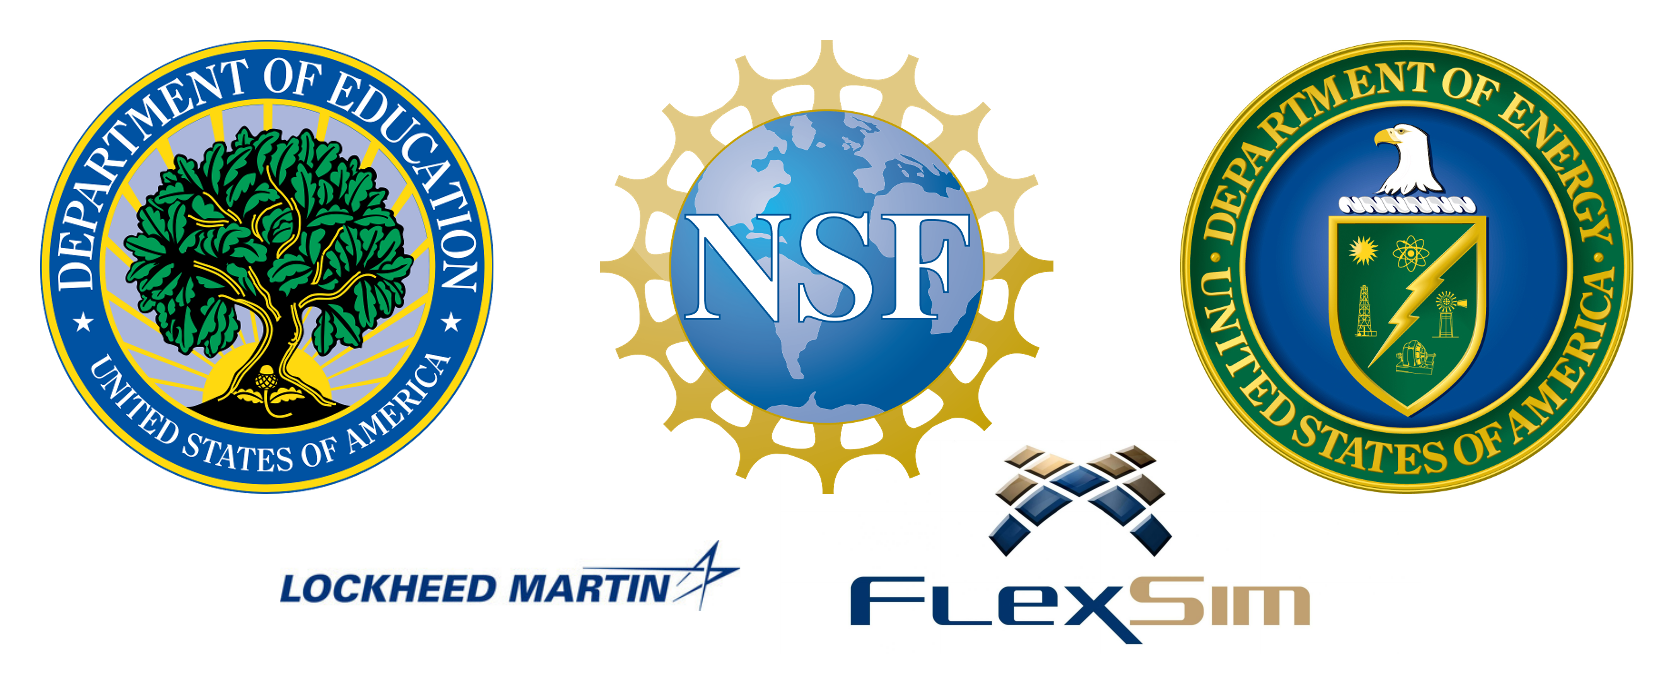 DEPARTMENT OF EDUCATION
UNITED STATES OF AMERICA
NSF
DEPARTMENT OF ENERGY
UNITED STATES OF AMERICA
LOCKHEED MARTIN
FLEXSIM